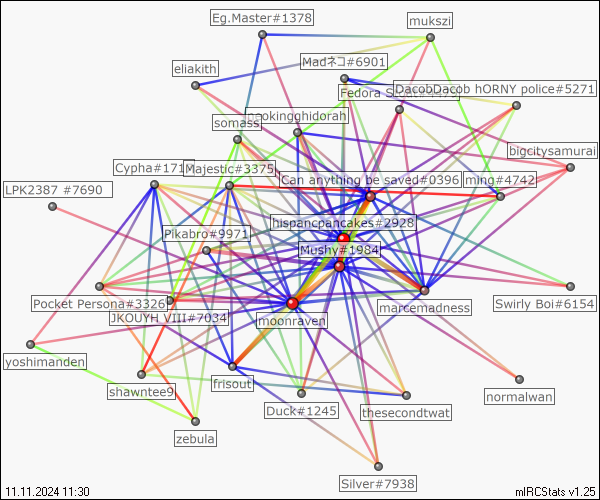 Eg.Master#1378
mukszi
eliakith
Madネコ#6901
DacobDacob hORNY police#5271
Fedora
somass
ookingghidorah
bigcitysamurai
Cypha#171
Majestic#3375
Can anything be saved#0396
ming#4742
LPK2387 #7690
hispancpancakes#2928
Pikabro#9971
Mushy#1984
Pocket Persona#3326
JKOUYH VIII#7034
moonraven
marcemadness
Swirly Boi#6154
yoshimanden
shawntee9
frisout
Duck#1245
thesecondtwat
normalwan
zebula
Silver#7938
11.11.2024 11:30
mIRCStats v1.25